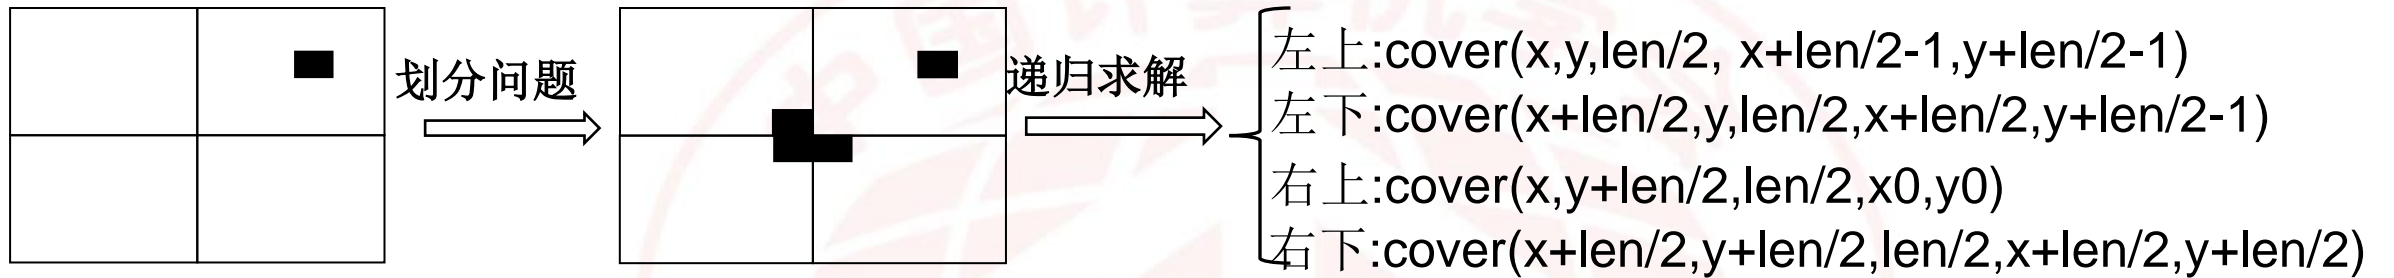 划分问题
递归求解
左上:cover(x,y,len/2, x+len/2-1,y+len/2-1)
左下:cover(x+len/2,y,len/2,x+len/2,y+len/2-1)
右上:cover(x,y+len/2,len/2,x0,y0)
右下:cover(x+len/2,y+len/2,len/2,x+len/2,y+len/2)